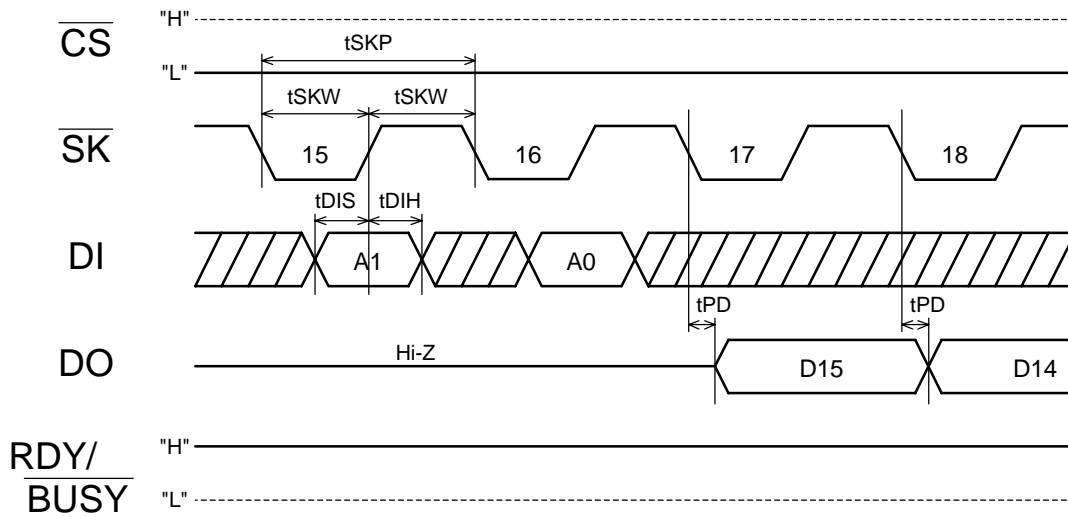 "H"
CS
tSKP
"L"
tSKW tSKW
SK
15 16 17 18
tDIS tDIH
DI
A1 A0
tPD tPD
Hi-Z
DO
D15 D14
"H"
RDY/
BUSY
"L"